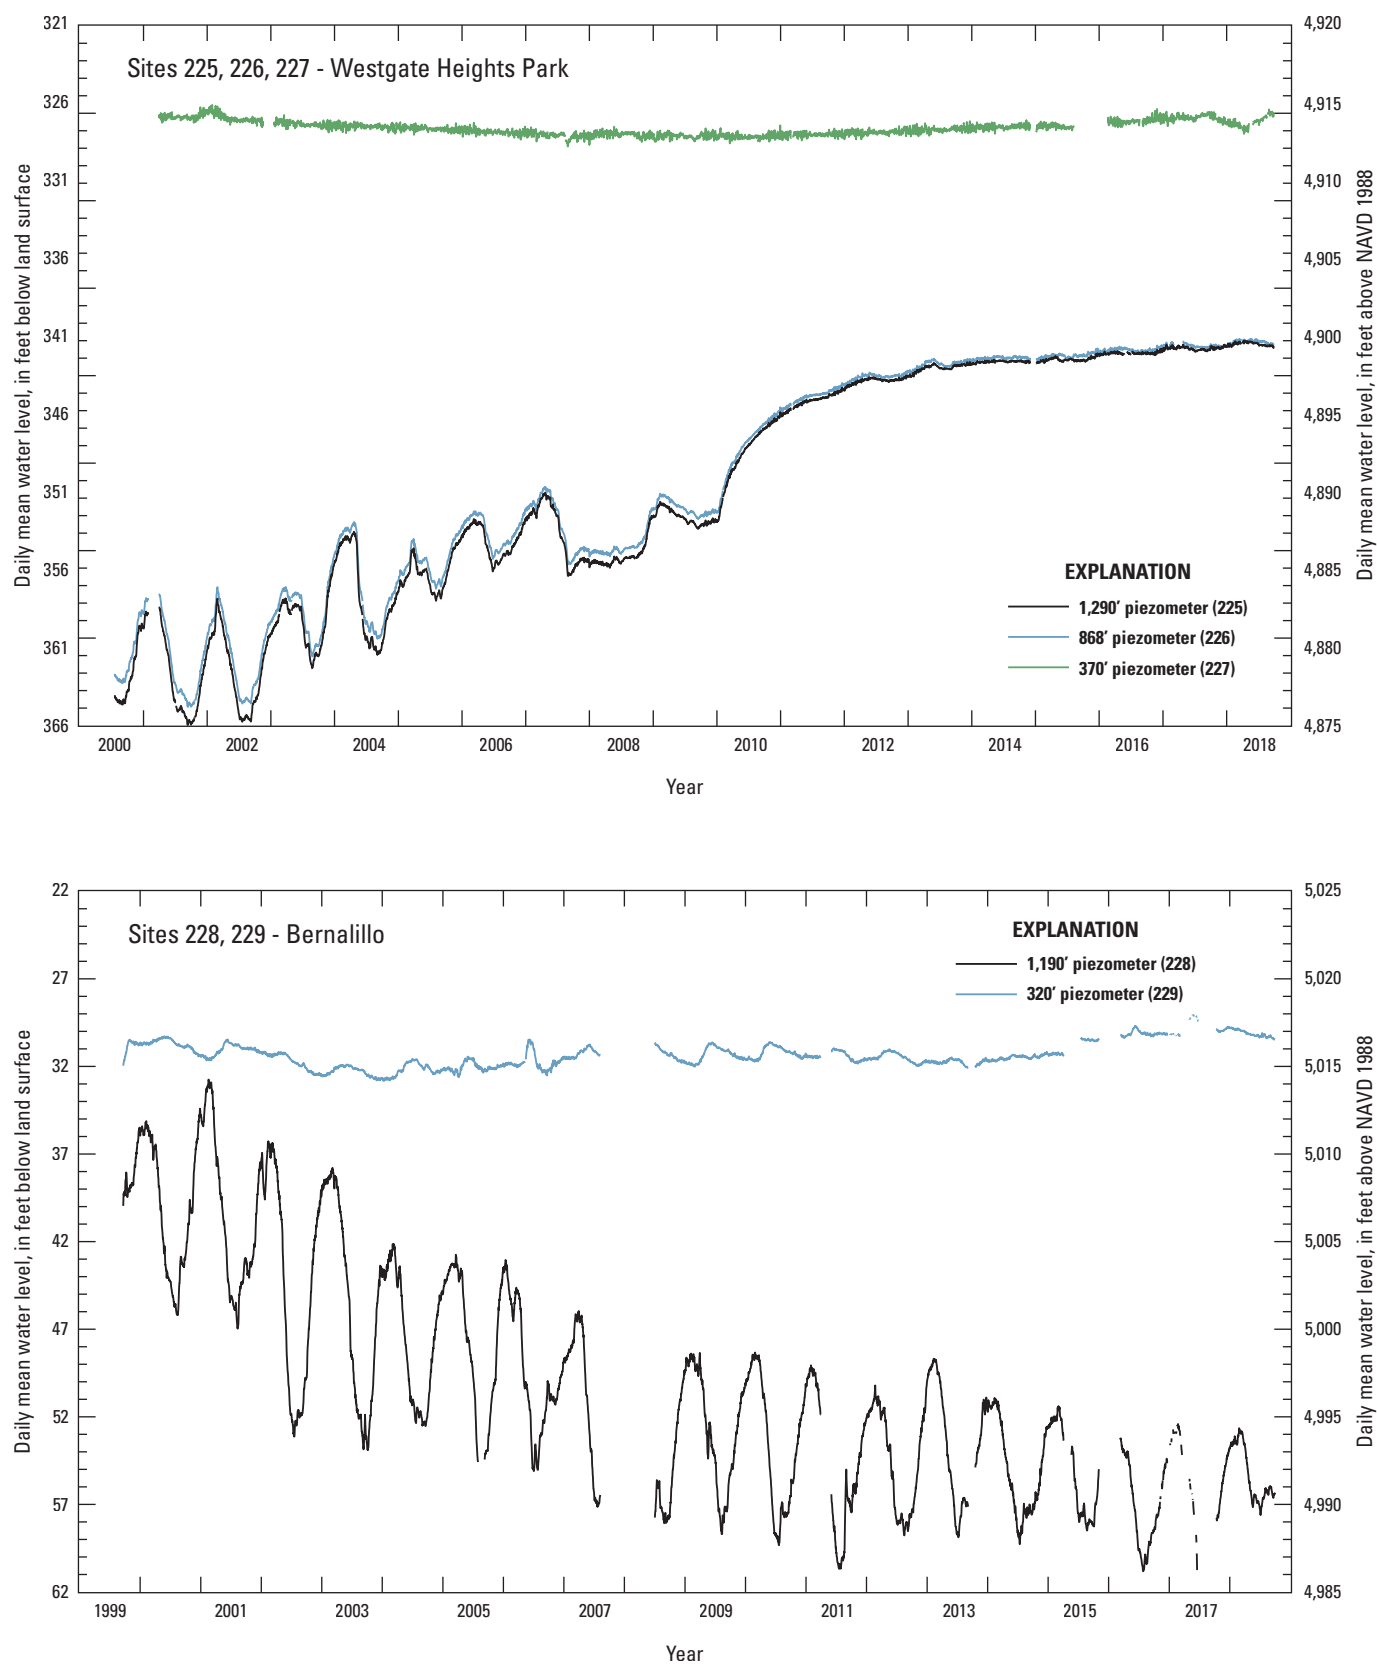 Sites 225, 226, 227 - Westgate Heights Park
Daily mean water level, in feet below land surface
321
326
331
336
341
346
351
356
361
366
4,920
4,915
4,910
4,905
4,900
4,895
4,890
4,885
4,880
4,875
Daily mean water level, in feet above NAVD 1988
EXPLANATION
1,290’ piezometer (225)
868’ piezometer (226)
370’ piezometer (227)
2000 2002 2004 2006 2008 2010 2012 2014 2016 2018
Year
Sites 228, 229 - Bernalillo
Daily mean water level, in feet below land surface
22
27
32
37
42
47
52
57
62
5,025
5,020
5,015
5,010
5,005
5,000
4,995
4,990
4,985
Daily mean water level, in feet above NAVD 1988
EXPLANATION
1,190’ piezometer (228)
320’ piezometer (229)
1999 2001 2003 2005 2007 2009 2011 2013 2015 2017
Year